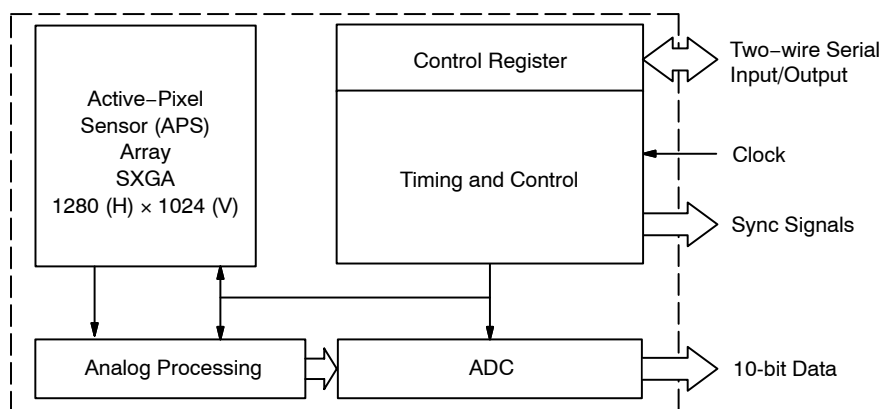 Active−Pixel
Sensor (APS)
Array
SXGA
1280 (H) × 1024 (V)
Control Register
Timing and Control
Two−wire Serial
Input/Output
Clock
Sync Signals
Analog Processing
ADC
10-bit Data